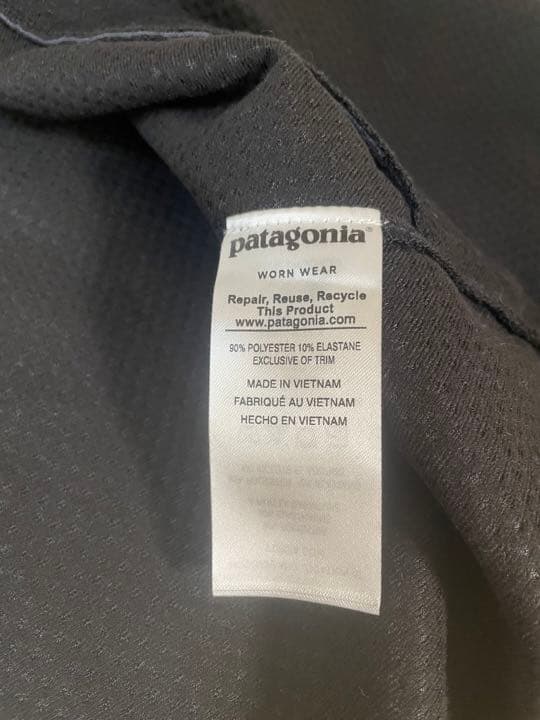 patagonia®
WORN WEAR
Repair, Reuse, Recycle
This Product
www.patagonia.com
90% POLYESTER 10% ELASTANE
EXCLUSIVE OF TRIM
MADE IN VIETNAM
FABRIQUÉ AU VIETNAM
HECHO EN VIETNAM